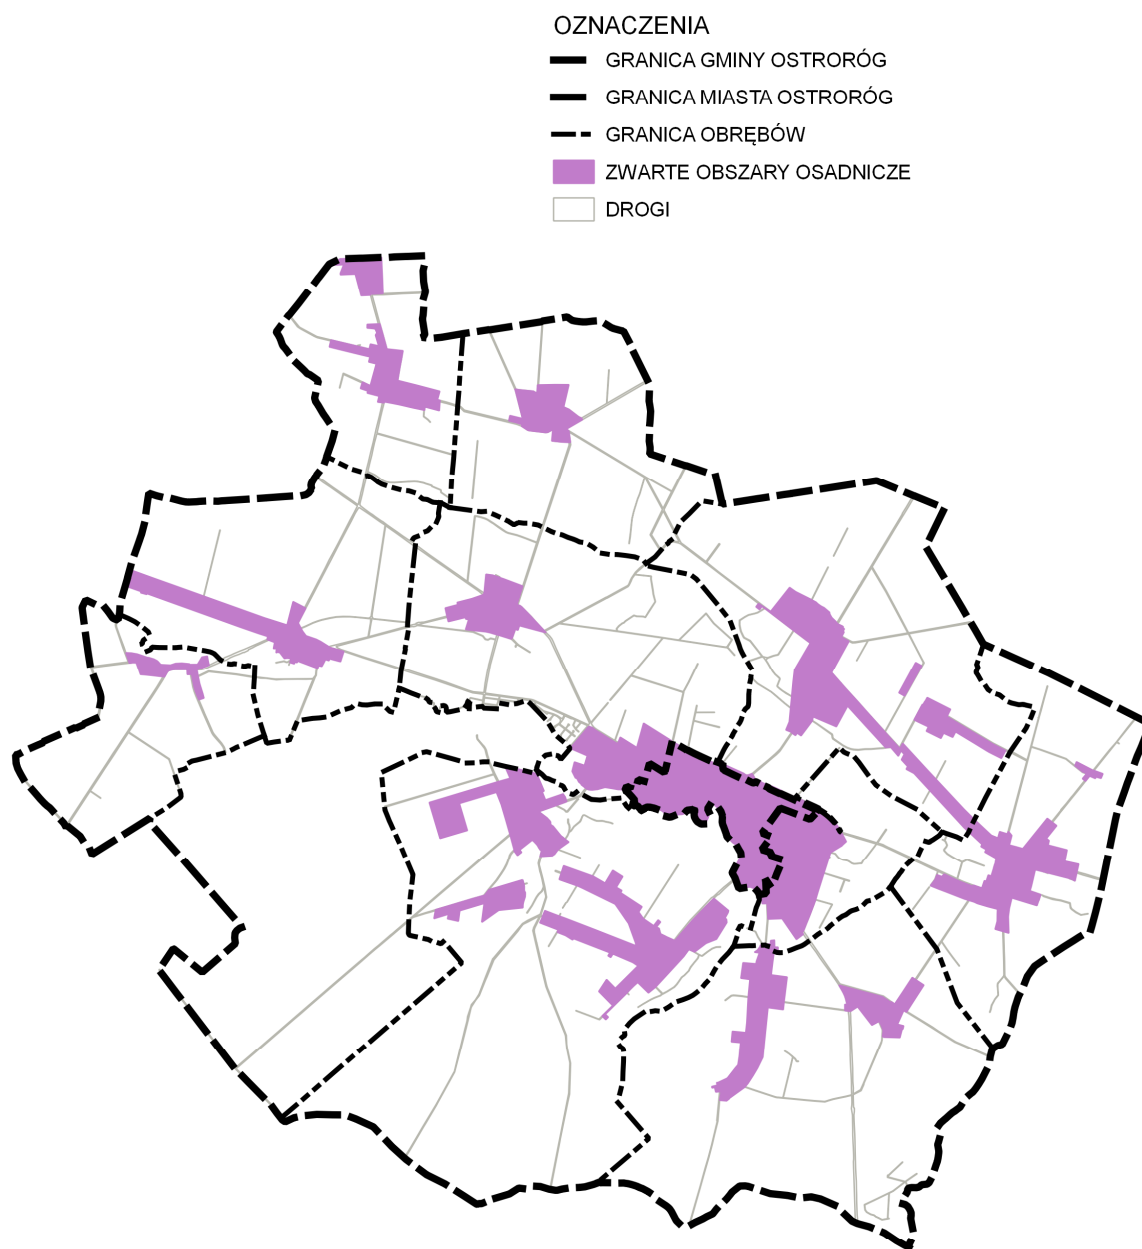 OZNACZENIA
GRANICA GMINY OSTRORÓG
GRANICA MIASTA OSTRORÓG
GRANICA OBRĘBÓW
ZWARTE OBSZARY OSADNICZE
DROGI